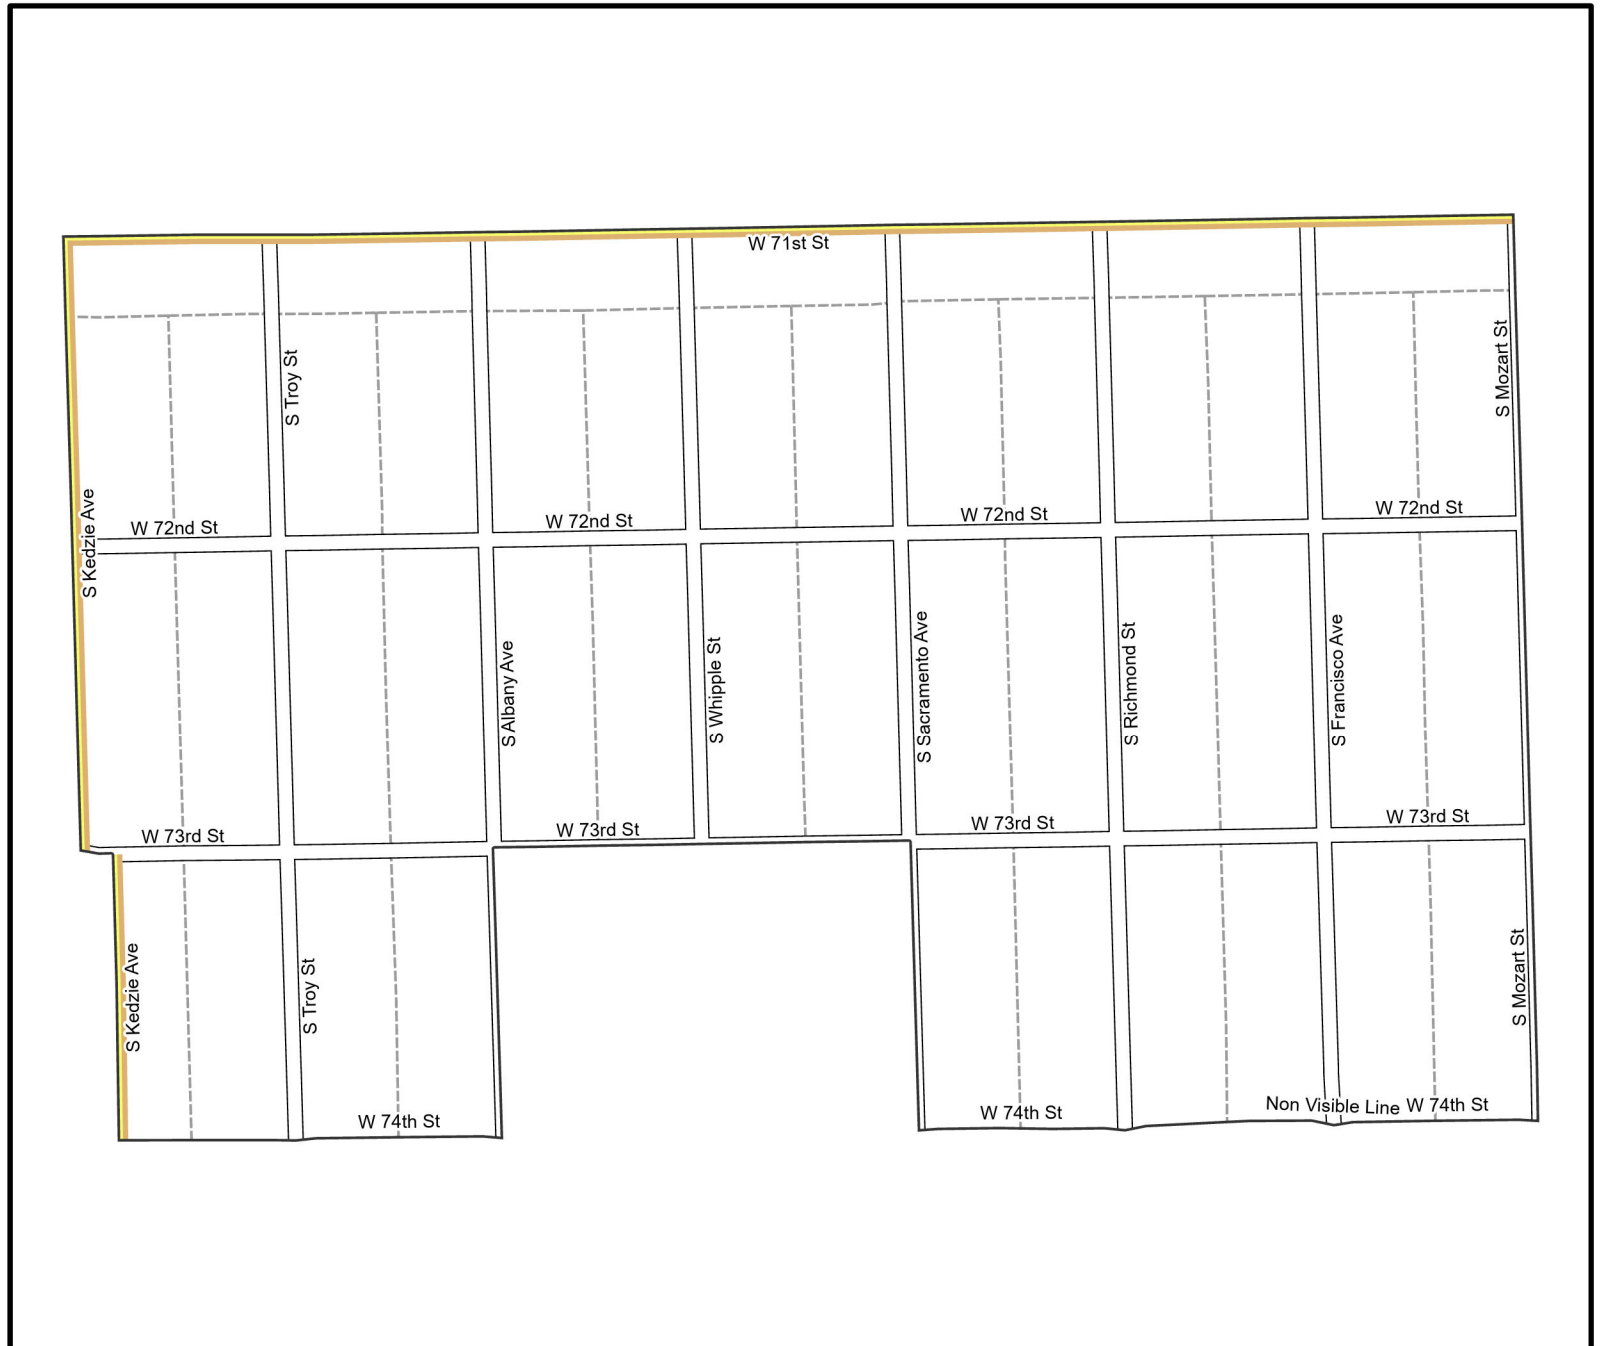 W 71st St
S Troy St
S Mozart St
S Kedzie Ave
W 72nd St
W 72nd St
W 72nd St
W 72nd St
S Albany Ave
S Whipple St
S Sacramento Ave
S Richmond St
S Francisco Ave
W 73rd St
W 73rd St
W 73rd St
W 73rd St
S Kedzie Ave
S Troy St
S Mozart St
W 74th St
W 74th St
Non Visible Line
W 74th St